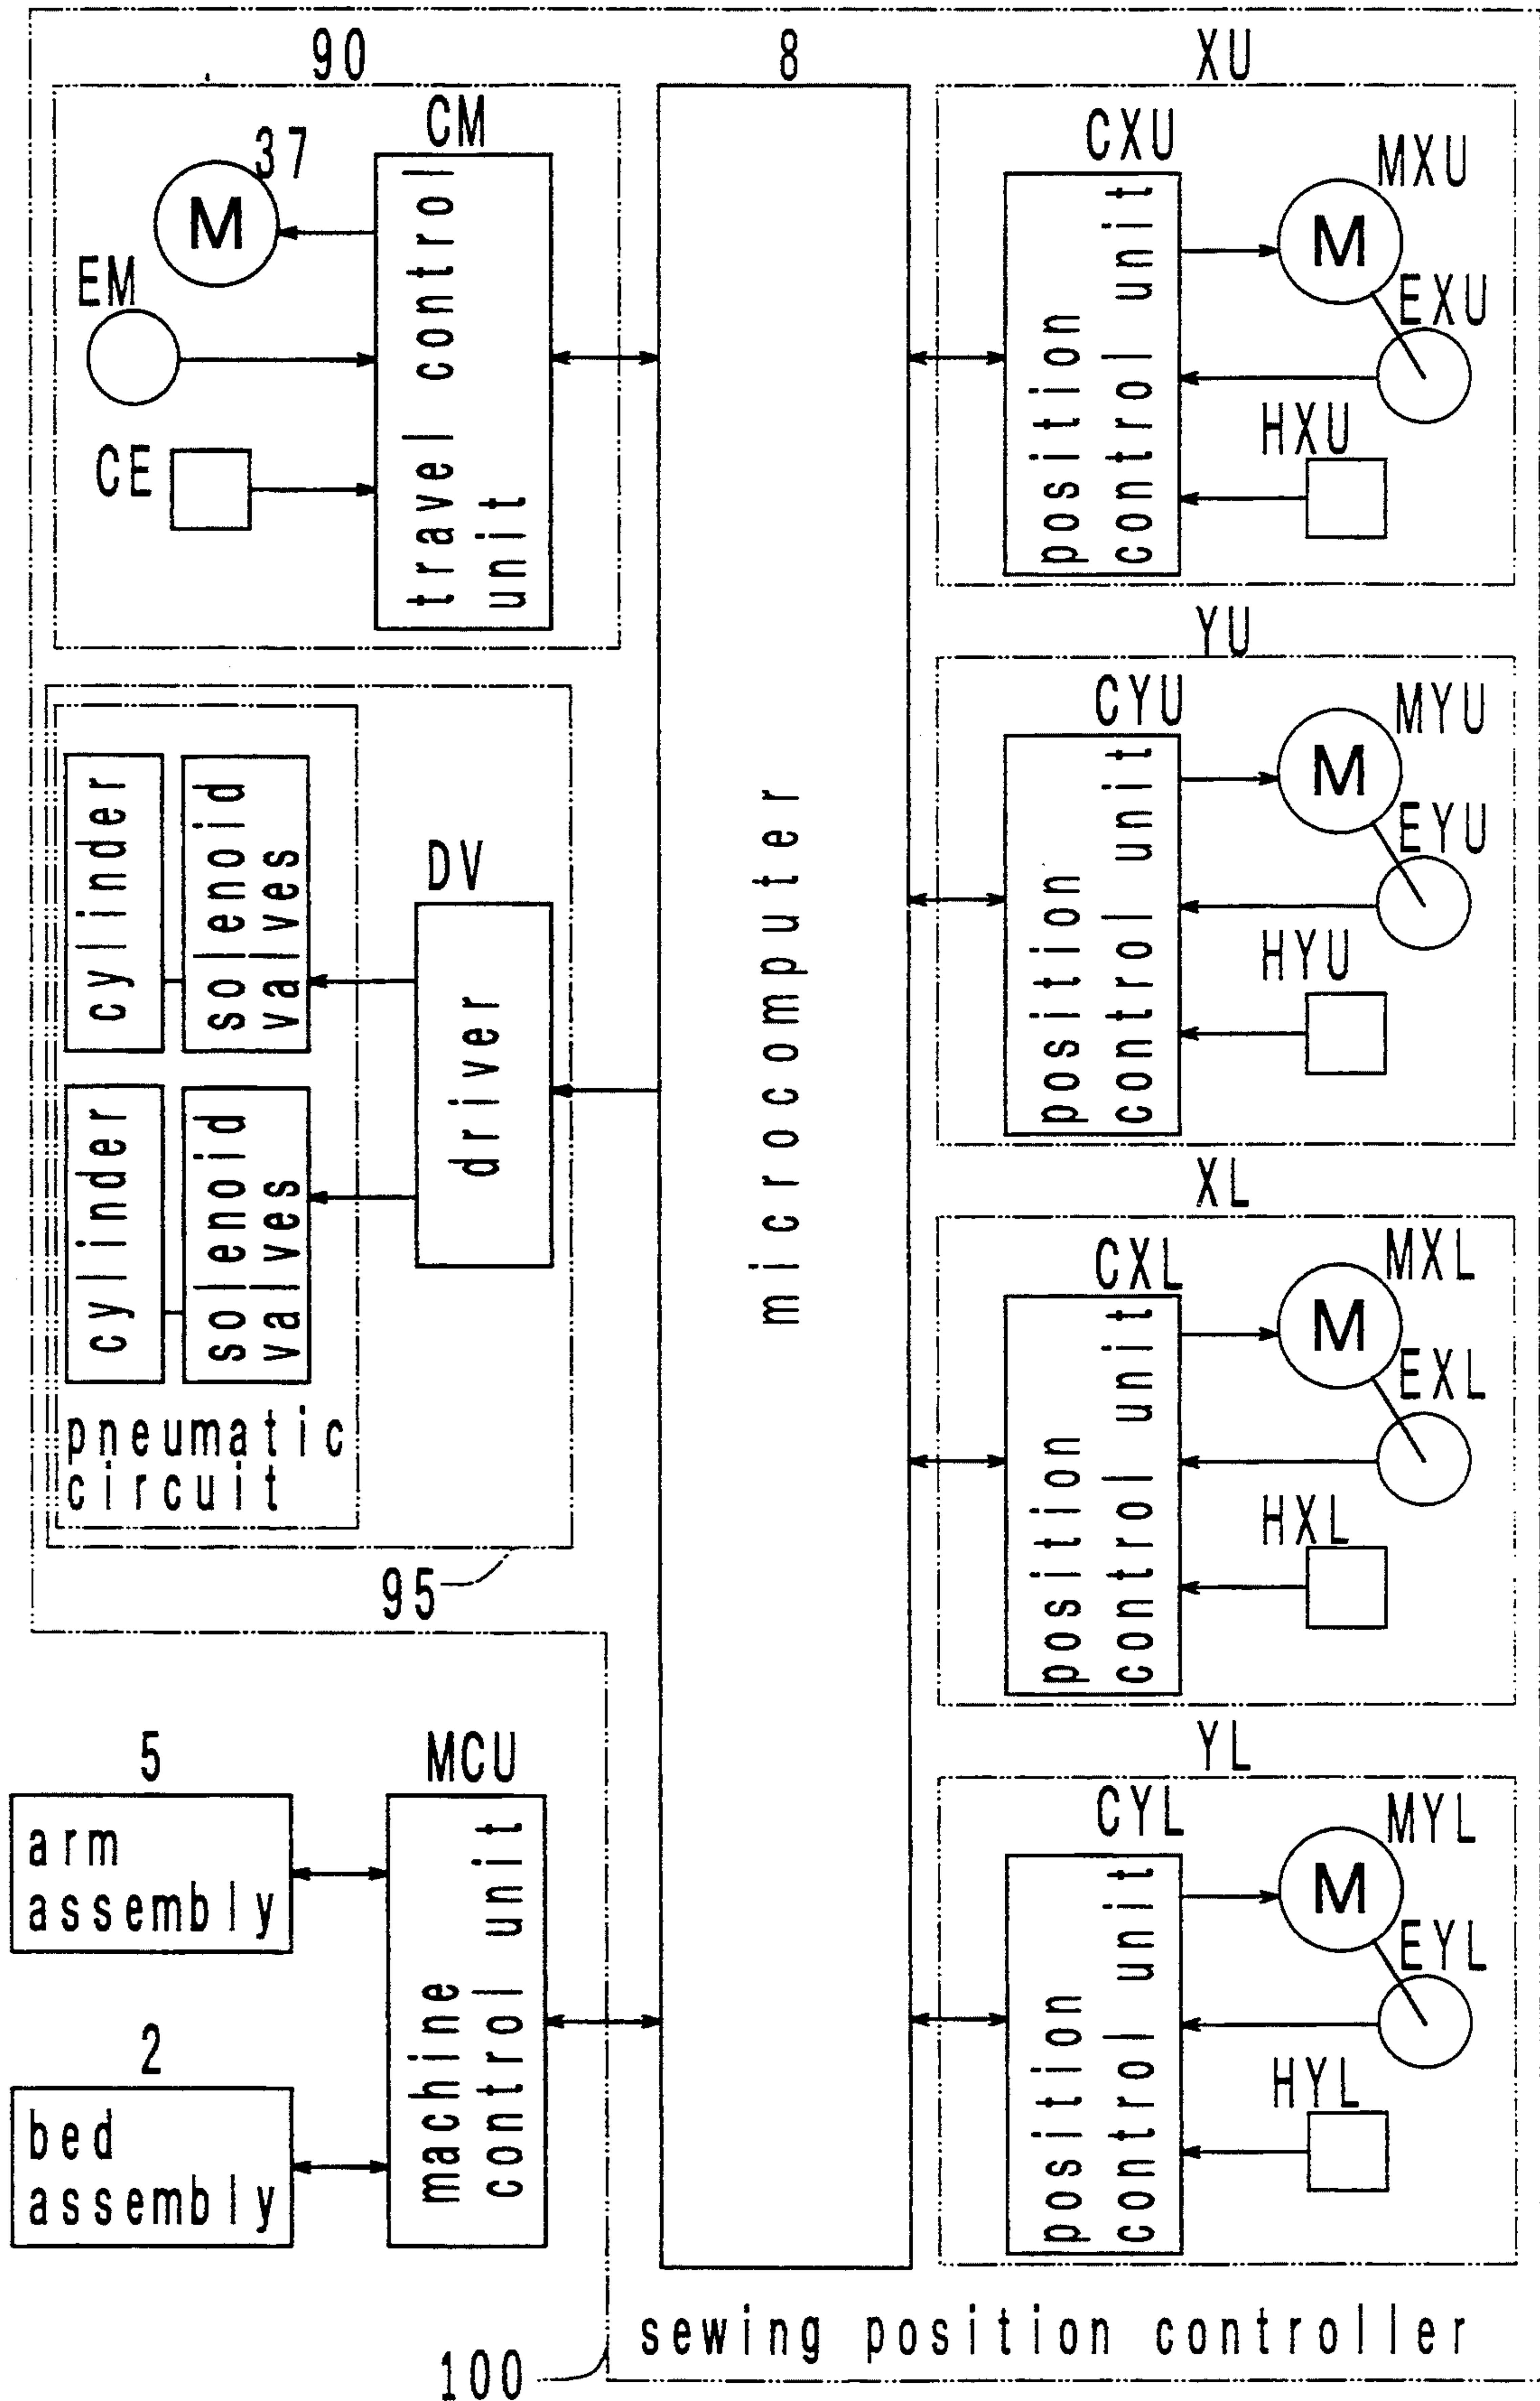 90
8
XU
37
CM
M
EM
CE
travel control
unit
CXU
MXU
M
EXU
HXU
position
control unit
YU
CYU
MYU
M
EYU
HYU
position
control unit
cylinder
solenoid
valves
DV
driver
cylinder
solenoid
valves
pneumatic
circuit
95
microcomputer
XL
CXL
MXL
M
EXL
HXL
position
control unit
5
arm
assembly
MCU
machine
control unit
2
bed
assembly
YL
CYL
MYL
M
EYL
HYL
position
control unit
sewing position controller
100